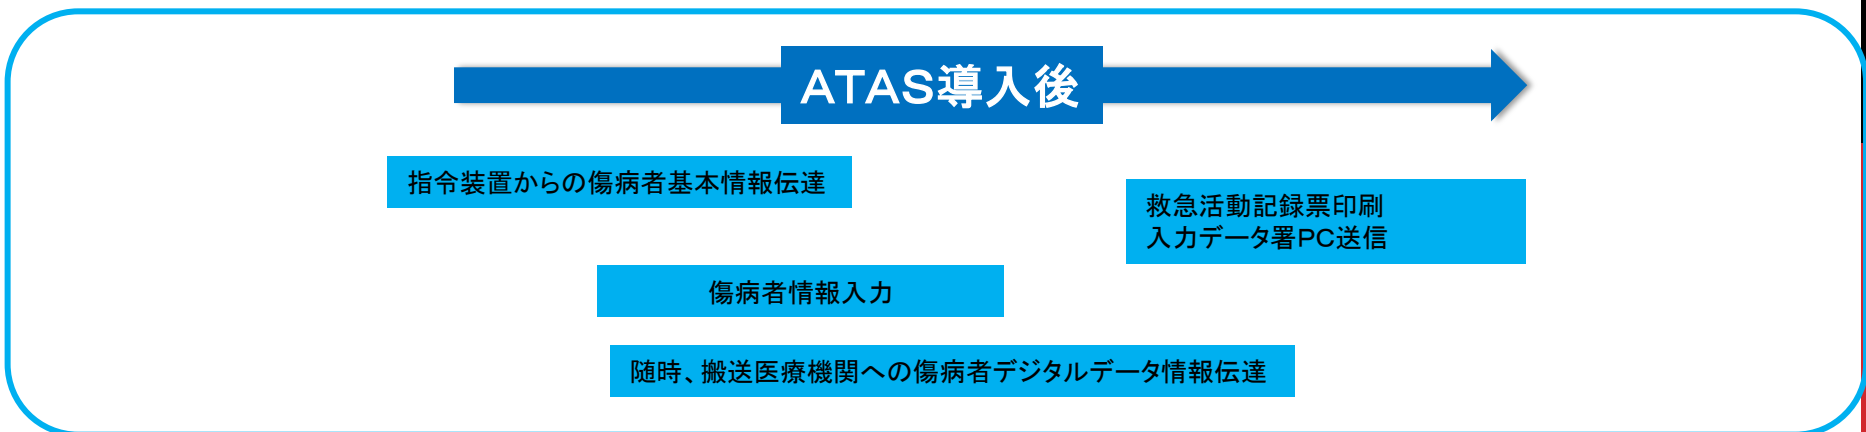 ATAS導入後
指令装置からの傷病者基本情報伝達
救急活動記録票印刷
入力データ署PC送信
傷病者情報入力
随時、搬送医療機関への傷病者デジタルデータ情報伝達